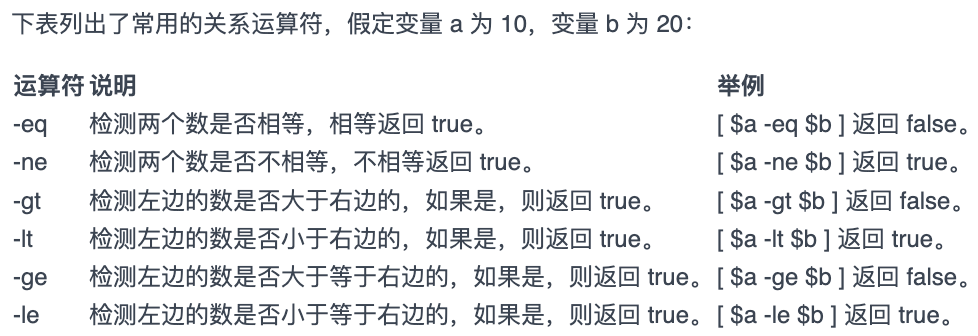 下表列出了常用的关系运算符，假定变量 a 为 10，变量 b 为 20：
运算符 说明 举例
-eq 检测两个数是否相等，相等返回 true。 [ $a -eq $b ] 返回 false。
-ne 检测两个数是否不相等，不相等返回 true。 [ $a -ne $b ] 返回 true。
-gt 检测左边的数是否大于右边的，如果是，则返回 true。 [ $a -gt $b ] 返回 false。
-lt 检测左边的数是否小于右边的，如果是，则返回 true。 [ $a -lt $b ] 返回 true。
-ge 检测左边的数是否大于等于右边的，如果是，则返回 true。 [ $a -ge $b ] 返回 false。
-le 检测左边的数是否小于等于右边的，如果是，则返回 true。 [ $a -le $b ] 返回 true。